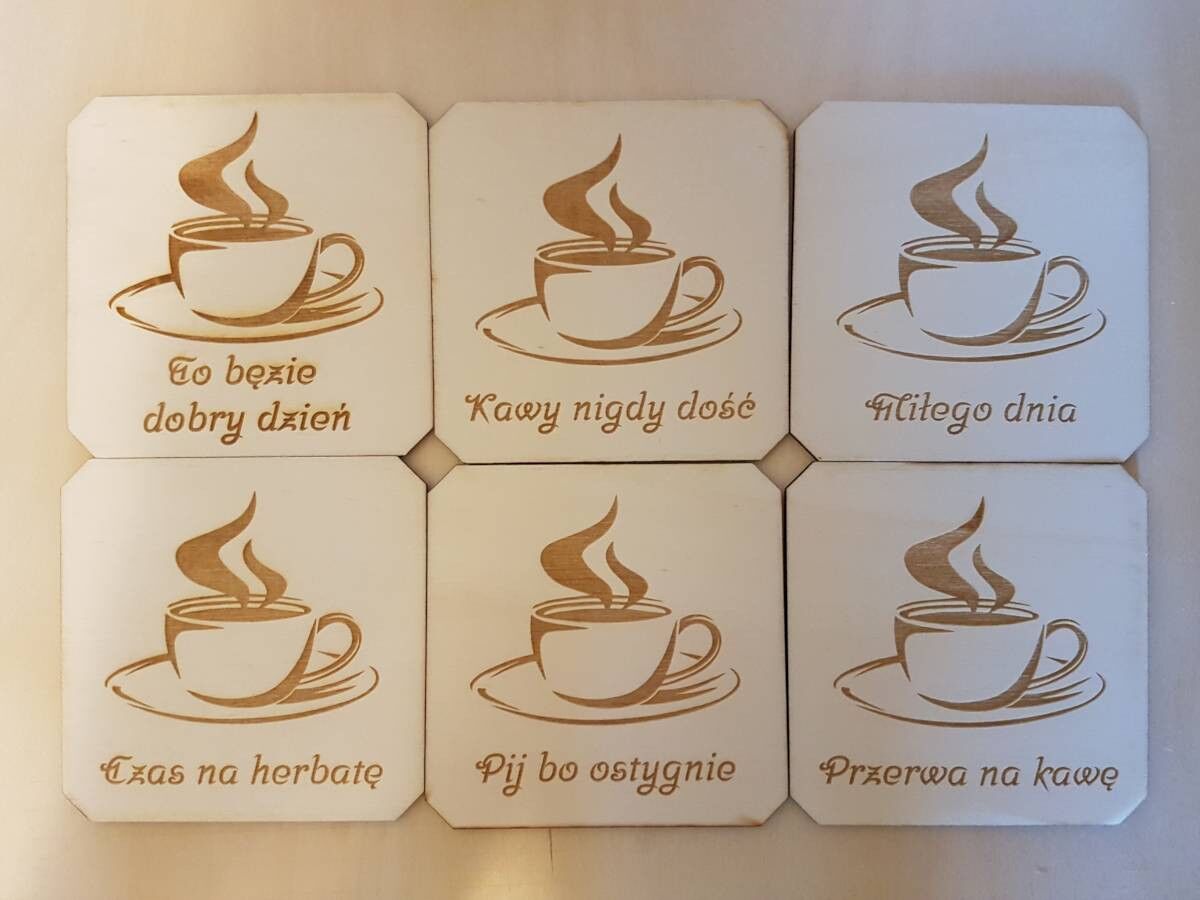 To bęzie
dobry dzień
Kawy nigdy dość
Miłego dnia
Czas na herbatę
Pij bo ostygnie
Przerwa na kawę